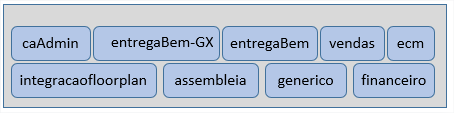 caAdmin entregaBem-GX entregaBem vendas ecm
integracaofloorplan assembleia generico financeiro